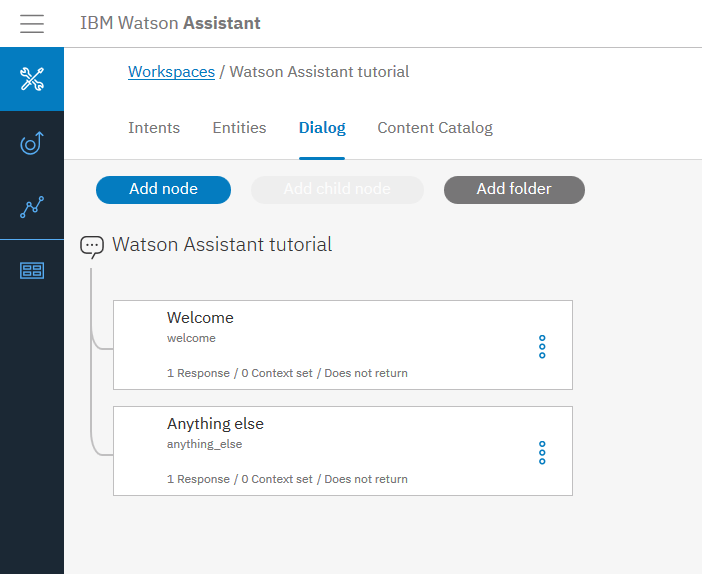 IBM Watson Assistant
Workspaces / Watson Assistant tutorial
Intents Entities Dialog Content Catalog
Add node Add child node Add folder
Watson Assistant tutorial
Welcome
welcome
1 Response / 0 Context set / Does not return
Anything else
anything_else
1 Response / 0 Context set / Does not return